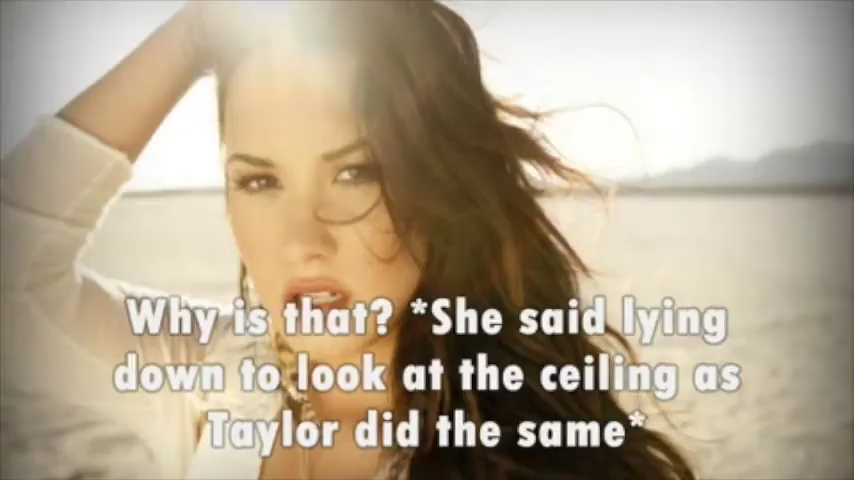 Why is that? *She said lying
down to look at the ceiling as
Taylor did the same*